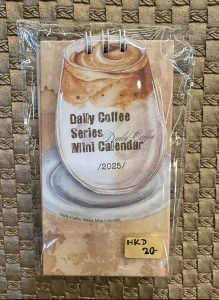 Daily Coffee
Series
Daily Coffee
Mini Calendar
/2025/
Daily Coffee Series Mini Calendar
HKD
20-